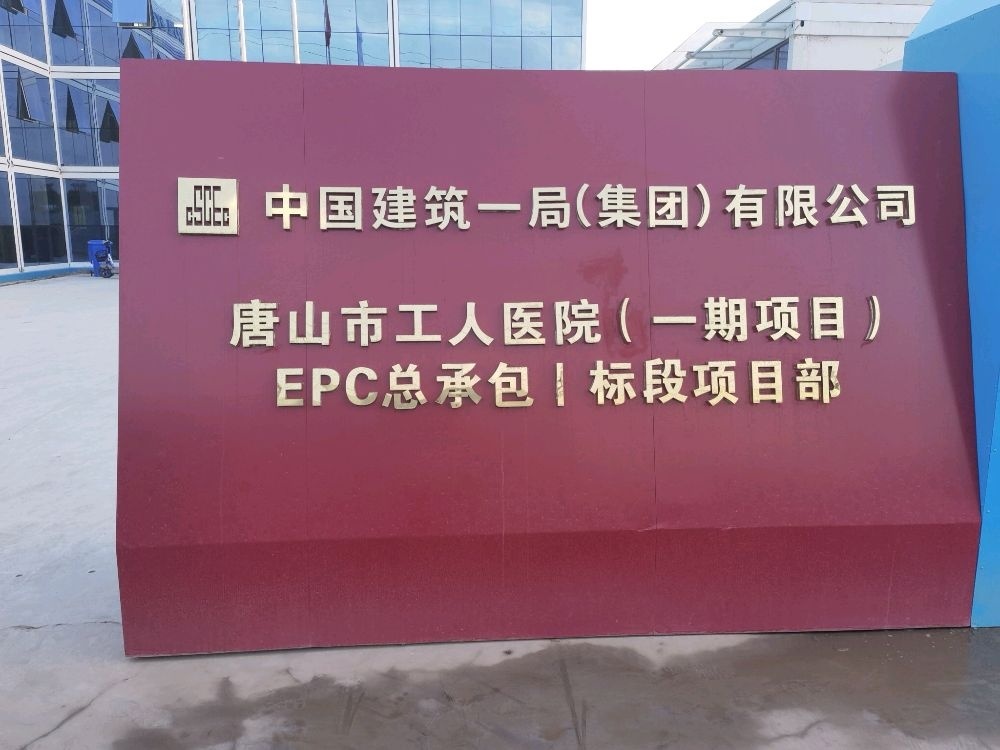 CSCEC 中国建筑一局(集团)有限公司
唐山市工人医院(一期项目)
EPC总承包Ⅰ标段项目部